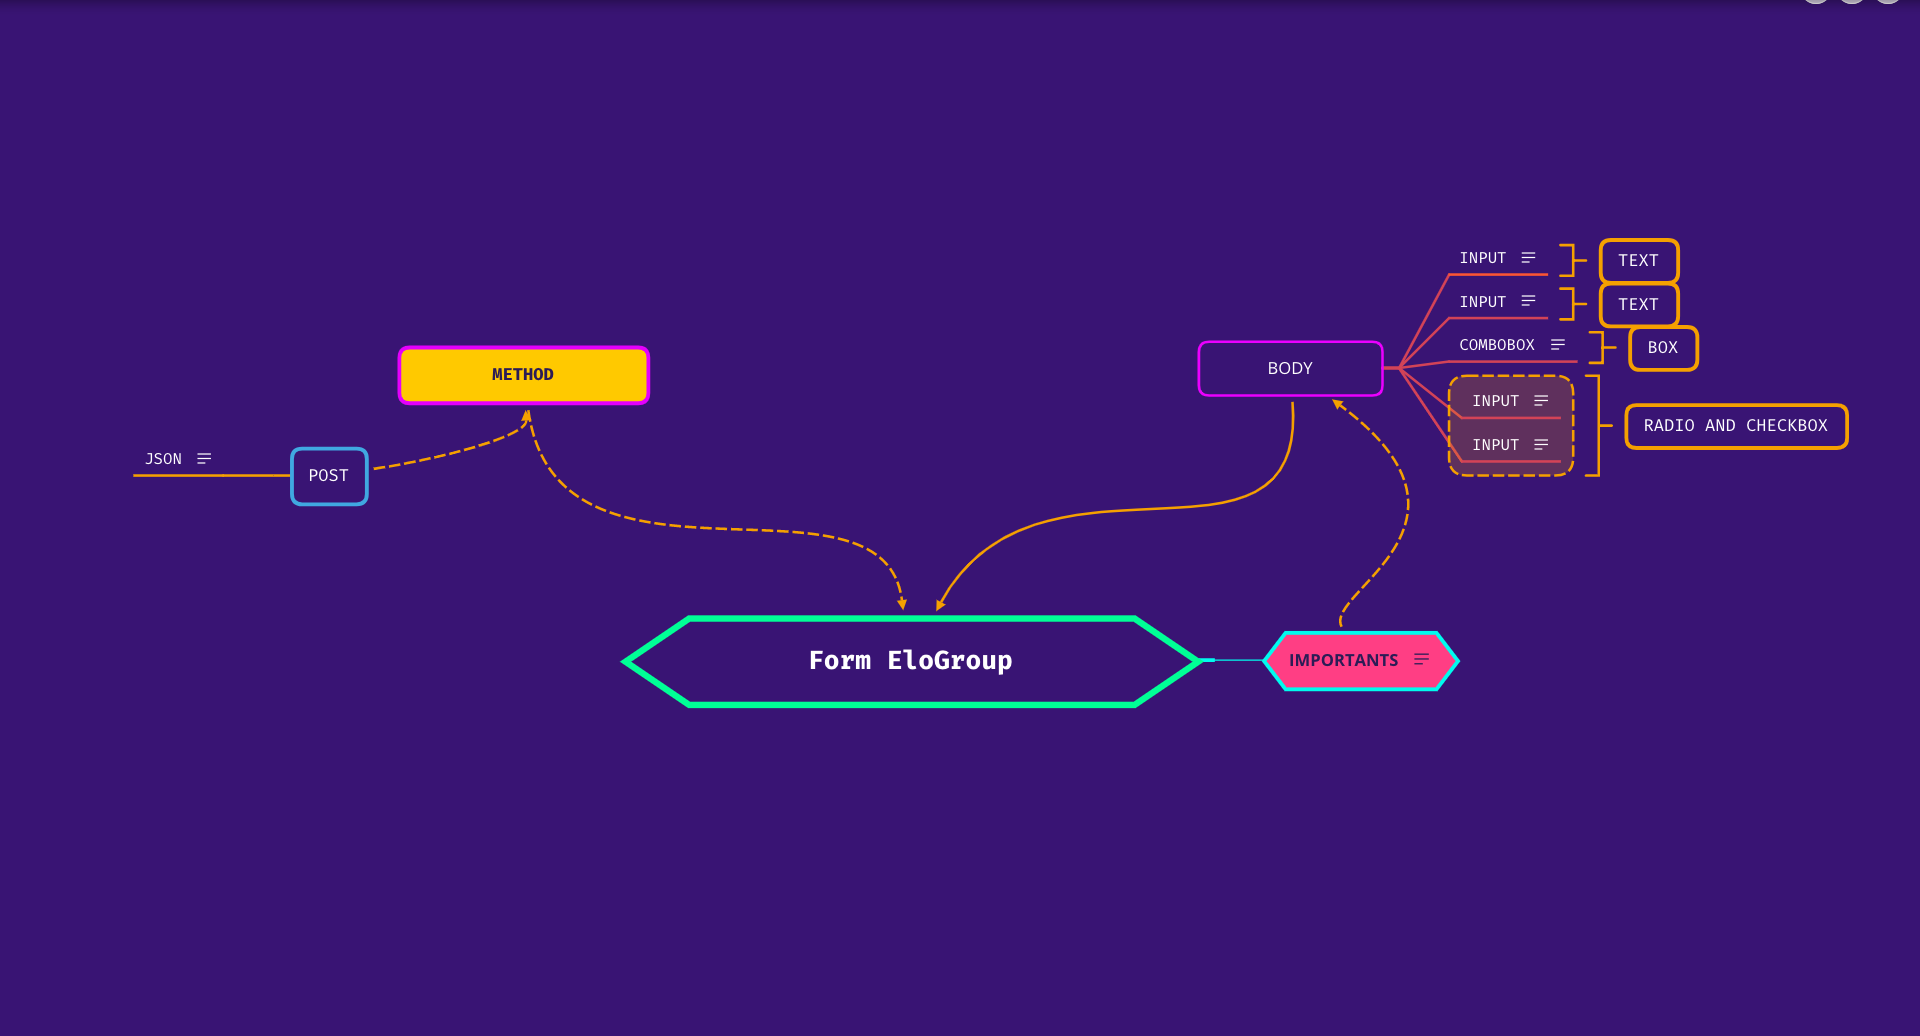 INPUT
TEXT
INPUT
TEXT
COMBOBOX
BOX
METHOD
BODY
INPUT
RADIO AND CHECKBOX
INPUT
JSON
POST
Form EloGroup
IMPORTANTS